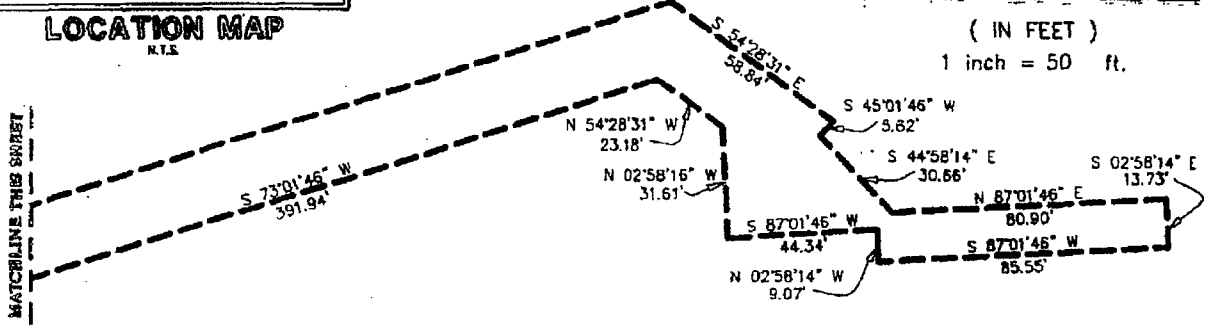 LOCATION MAP
N.T.S.
( IN FEET )
1 inch = 50 ft.
S 54°28'31" E
58.84'
S 45°01'46" W
5.62'
N 54°28'31" W
23.18'
S 44°58'14" E
30.66'
S 02°58'14" E
13.73'
N 02°58'16" W
31.61'
S 73°01'46" W
391.94'
N 87°01'46" E
80.90'
S 87°01'46" W
44.34'
S 87°01'46" W
85.55'
N 02°58'14" W
9.07'
MATCHLINE THIS SHEET